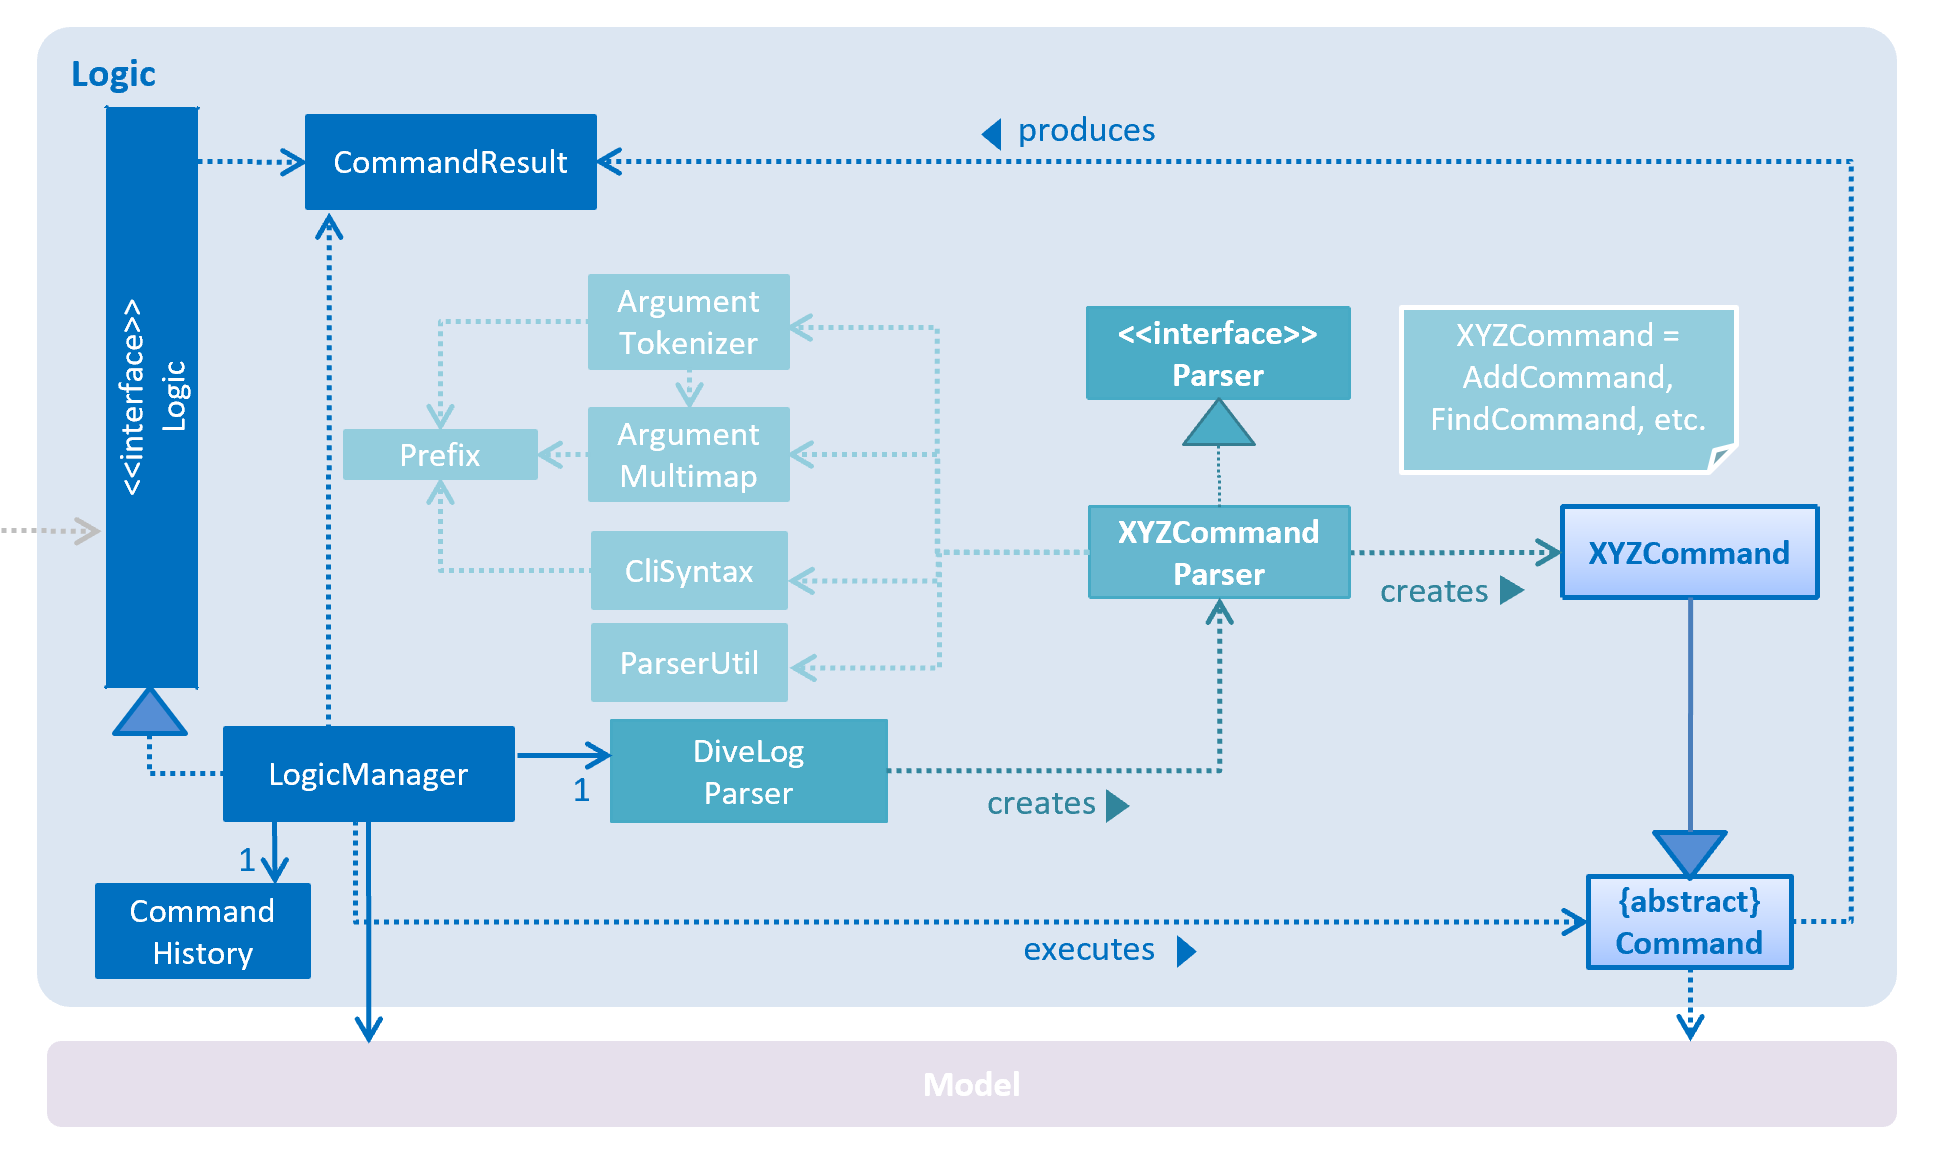 Logic
<<interface>>
Logic
CommandResult
produces
Argument
Tokenizer
<<interface>>
Parser
XYZCommand =
AddCommand,
FindCommand, etc.
Prefix
Argument
Multimap
CliSyntax
XYZCommand
Parser
creates
XYZCommand
ParserUtil
LogicManager
1
DiveLog
Parser
creates
1
Command
History
executes
{abstract}
Command
Model